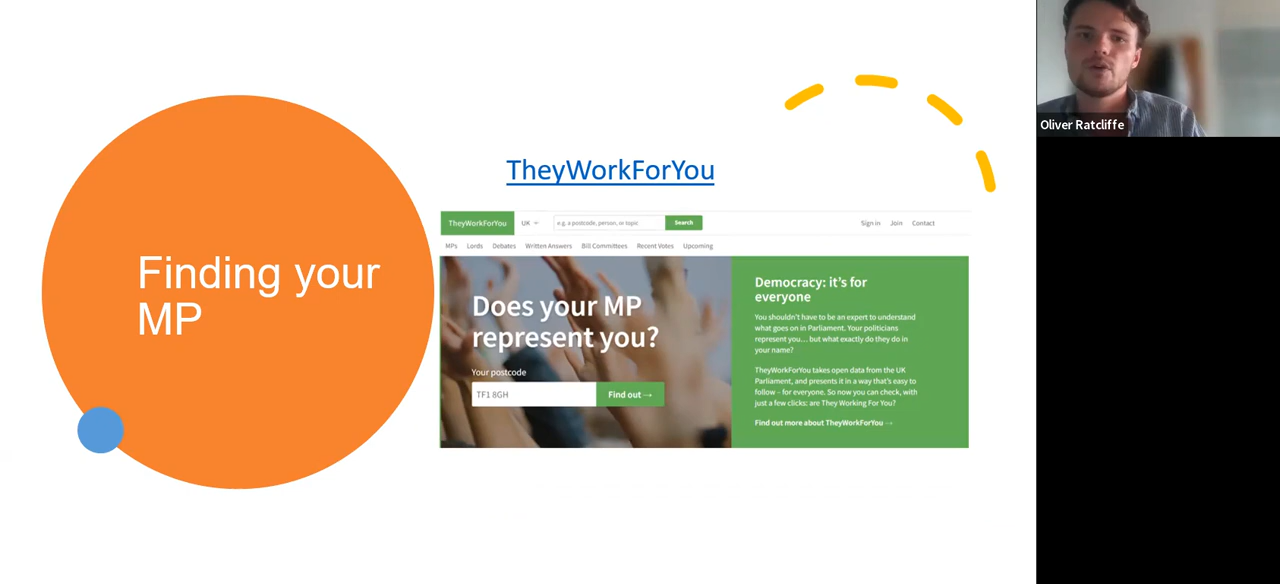 Finding your
MP
TheyWorkForYou
TheyWorkForYou UK e.g. a postcode, person, or topic Search Sign in Join Contact
MPs Lords Debates Written Answers Bill Committees Recent Votes Upcoming
Does your MP
represent you?
Your postcode
TF1 8GH Find out →
Democracy: it's for
everyone
You shouldn't have to be an expert to understand
what goes on in Parliament. Your politicians
represent you... but what exactly do they do in
your name?
TheyWorkForYou takes open data from the UK
Parliament, and presents it in a way that's easy to
follow – for everyone. So now you can check, with
just a few clicks: are They Working For You?
Find out more about TheyWorkForYou →
Oliver Ratcliffe